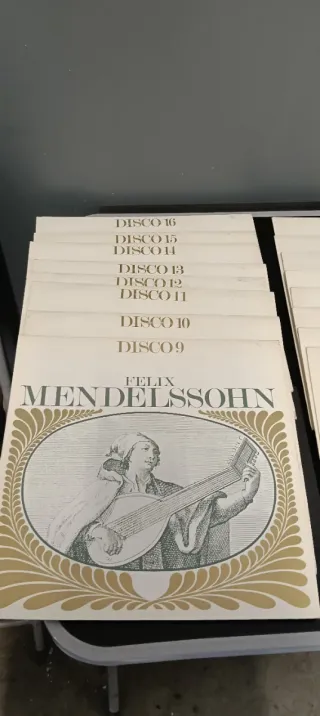 DISCO 16
DISCO 15
DISCO 14
DISCO 13
DISCO 12
DISCO 11
DISCO 10
DISCO 9
FELIX
MENDELSSOHN